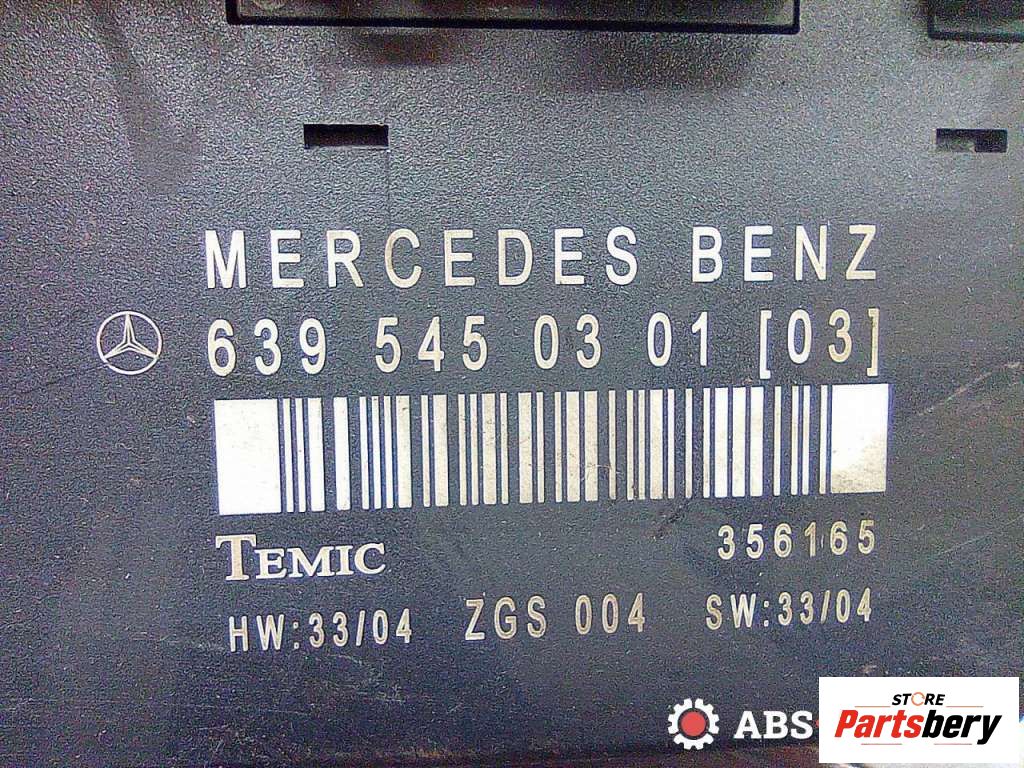 MERCEDES BENZ
639 545 03 01 [03]
TEMIC 356165
HW:33/04 ZGS 004 SW:33/04
ABS
STORE
Partsbery